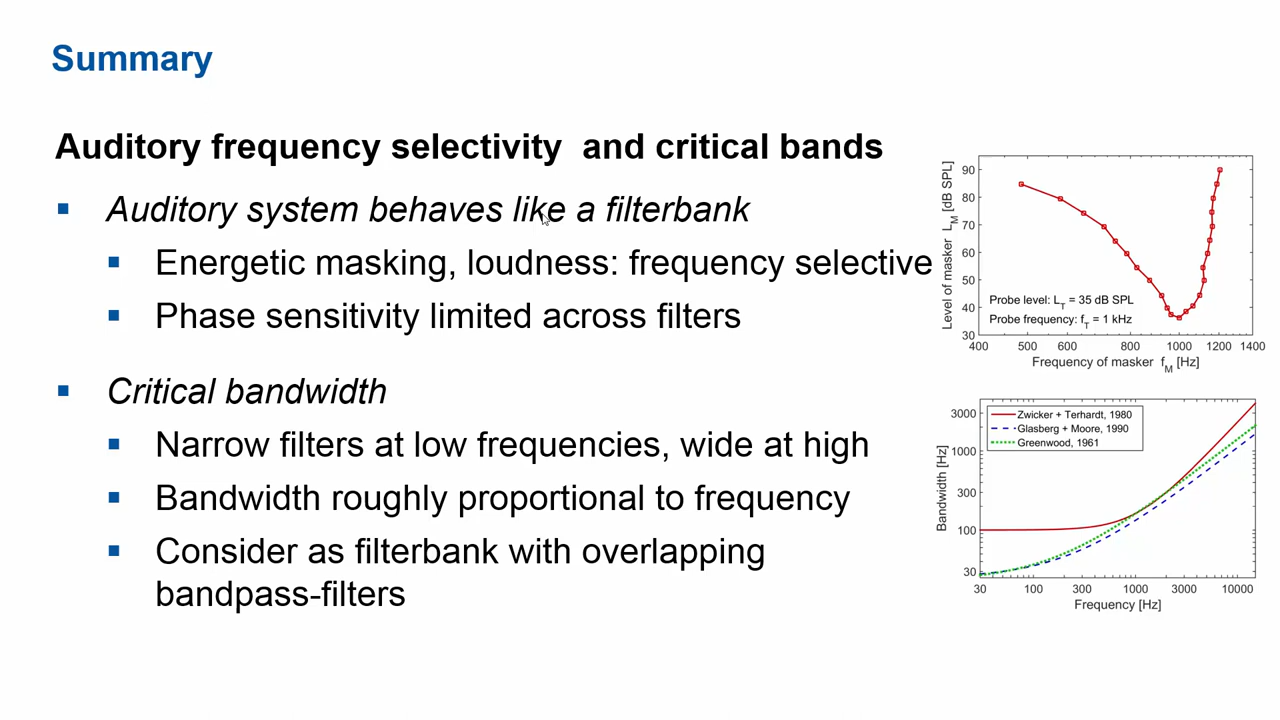 Summary
Auditory frequency selectivity  and critical bands
▪ Auditory system behaves like a filterbank
▪ Energetic masking, loudness: frequency selective
▪ Phase sensitivity limited across filters
▪ Critical bandwidth
▪ Narrow filters at low frequencies, wide at high
▪ Bandwidth roughly proportional to frequency
▪ Consider as filterbank with overlapping
bandpass-filters
Level of masker L_M [dB SPL]
90
80
70
60
50
40
30
Probe level: L_T = 35 dB SPL
Probe frequency: f_T = 1 kHz
400 500 600 800 1000 1200 1400
Frequency of masker f_M [Hz]
Bandwidth [Hz]
3000
1000
300
100
30
Zwicker + Terhardt, 1980
Glasberg + Moore, 1990
Greenwood, 1961
30 100 300 1000 3000 10000
Frequency [Hz]